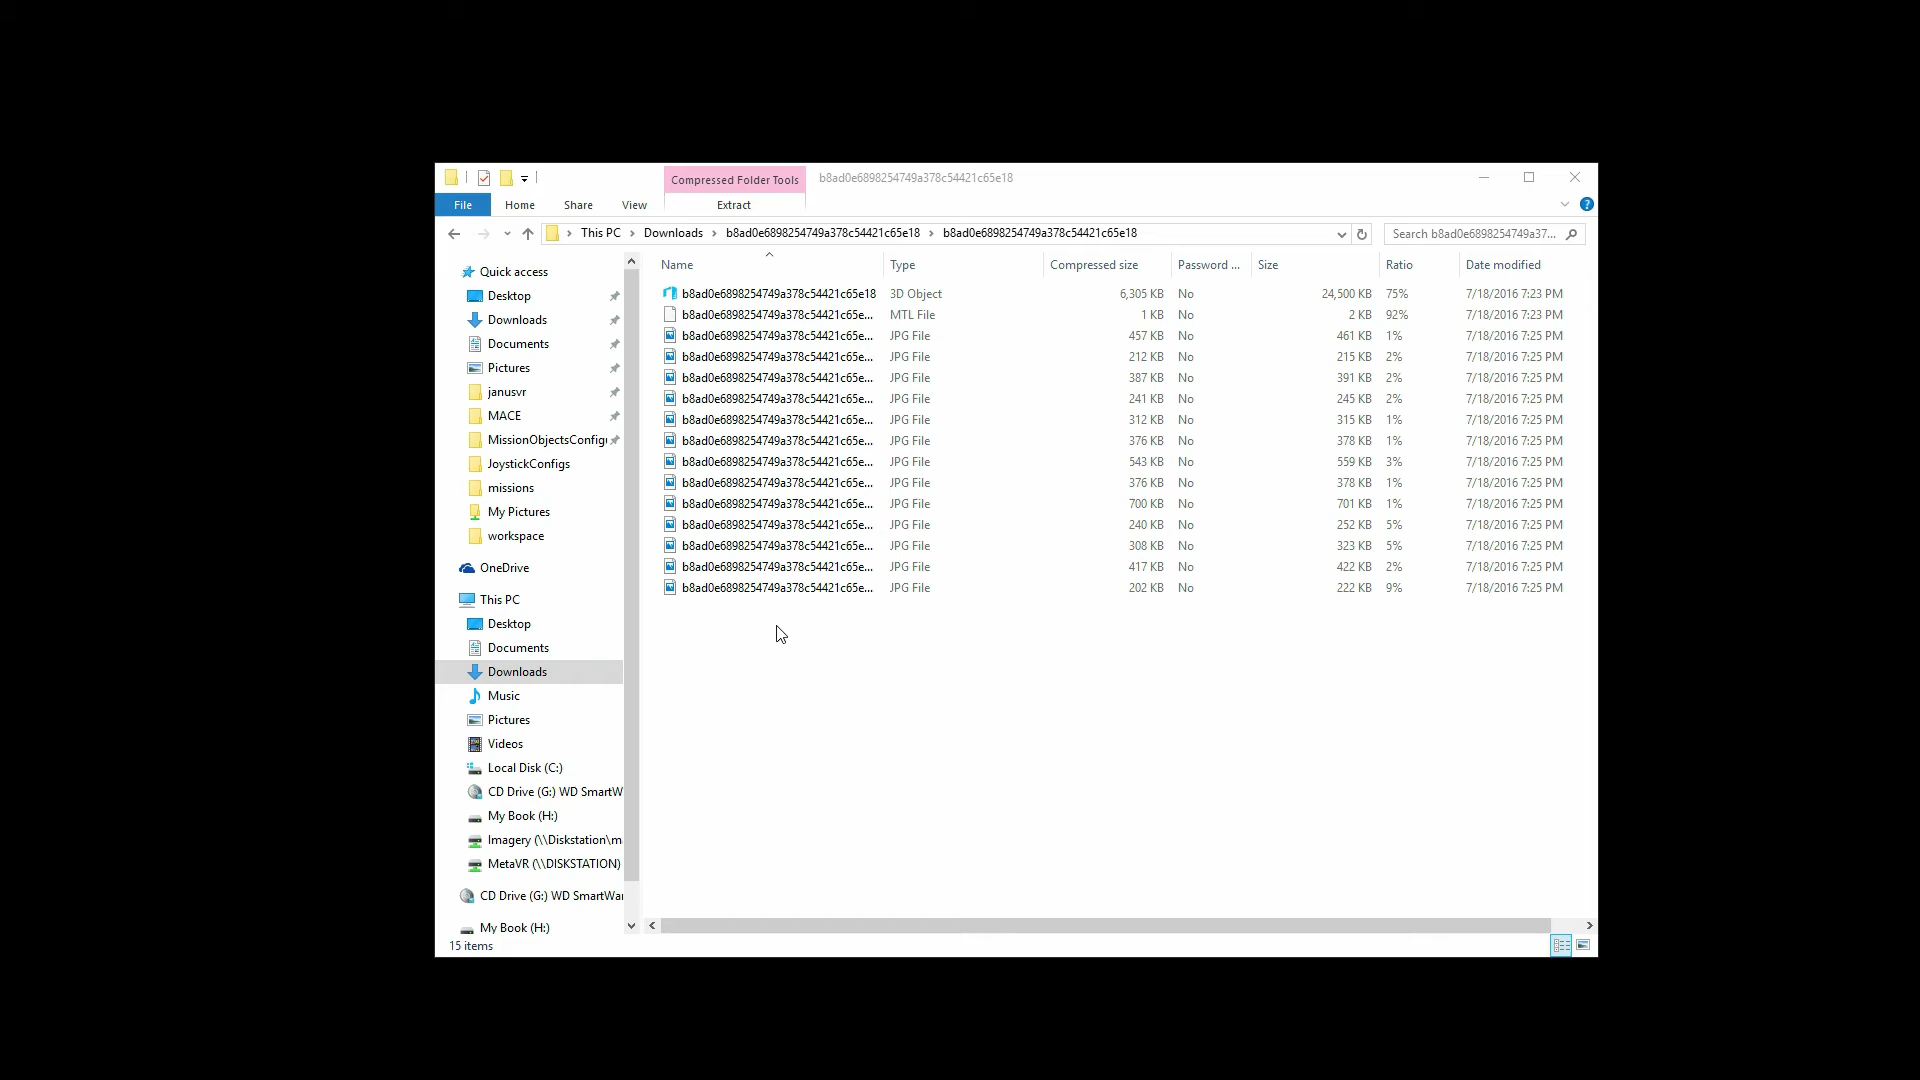 Compressed Folder Tools b8ad0e6898254749a378c54421c65e18
File Home Share View Extract
This PC Downloads b8ad0e6898254749a378c54421c65e18 b8ad0e6898254749a378c54421c65e18 Search b8ad0e6898254749a37...
Name Type Compressed size Password ... Size Ratio Date modified
Quick access
Desktop
Downloads
Documents
Pictures
janusvr
MACE
MissionObjectsConfigu
JoystickConfigs
missions
My Pictures
workspace
OneDrive
This PC
Desktop
Documents
Downloads
Music
Pictures
Videos
Local Disk (C:)
CD Drive (G:) WD SmartW
My Book (H:)
Imagery (\\Diskstation\m
MetaVR (\\DISKSTATION)
CD Drive (G:) WD SmartWar
My Book (H:)
b8ad0e6898254749a378c54421c65e18 3D Object 6,305 KB No 24,500 KB 75% 7/18/2016 7:23 PM
b8ad0e6898254749a378c54421c65e... MTL File 1 KB No 2 KB 92% 7/18/2016 7:23 PM
b8ad0e6898254749a378c54421c65e... JPG File 457 KB No 461 KB 1% 7/18/2016 7:25 PM
b8ad0e6898254749a378c54421c65e... JPG File 212 KB No 215 KB 2% 7/18/2016 7:25 PM
b8ad0e6898254749a378c54421c65e... JPG File 387 KB No 391 KB 2% 7/18/2016 7:25 PM
b8ad0e6898254749a378c54421c65e... JPG File 241 KB No 245 KB 2% 7/18/2016 7:25 PM
b8ad0e6898254749a378c54421c65e... JPG File 312 KB No 315 KB 1% 7/18/2016 7:25 PM
b8ad0e6898254749a378c54421c65e... JPG File 376 KB No 378 KB 1% 7/18/2016 7:25 PM
b8ad0e6898254749a378c54421c65e... JPG File 543 KB No 559 KB 3% 7/18/2016 7:25 PM
b8ad0e6898254749a378c54421c65e... JPG File 376 KB No 378 KB 1% 7/18/2016 7:25 PM
b8ad0e6898254749a378c54421c65e... JPG File 700 KB No 701 KB 1% 7/18/2016 7:25 PM
b8ad0e6898254749a378c54421c65e... JPG File 240 KB No 252 KB 5% 7/18/2016 7:25 PM
b8ad0e6898254749a378c54421c65e... JPG File 308 KB No 323 KB 5% 7/18/2016 7:25 PM
b8ad0e6898254749a378c54421c65e... JPG File 417 KB No 422 KB 2% 7/18/2016 7:25 PM
b8ad0e6898254749a378c54421c65e... JPG File 202 KB No 222 KB 9% 7/18/2016 7:25 PM
15 items